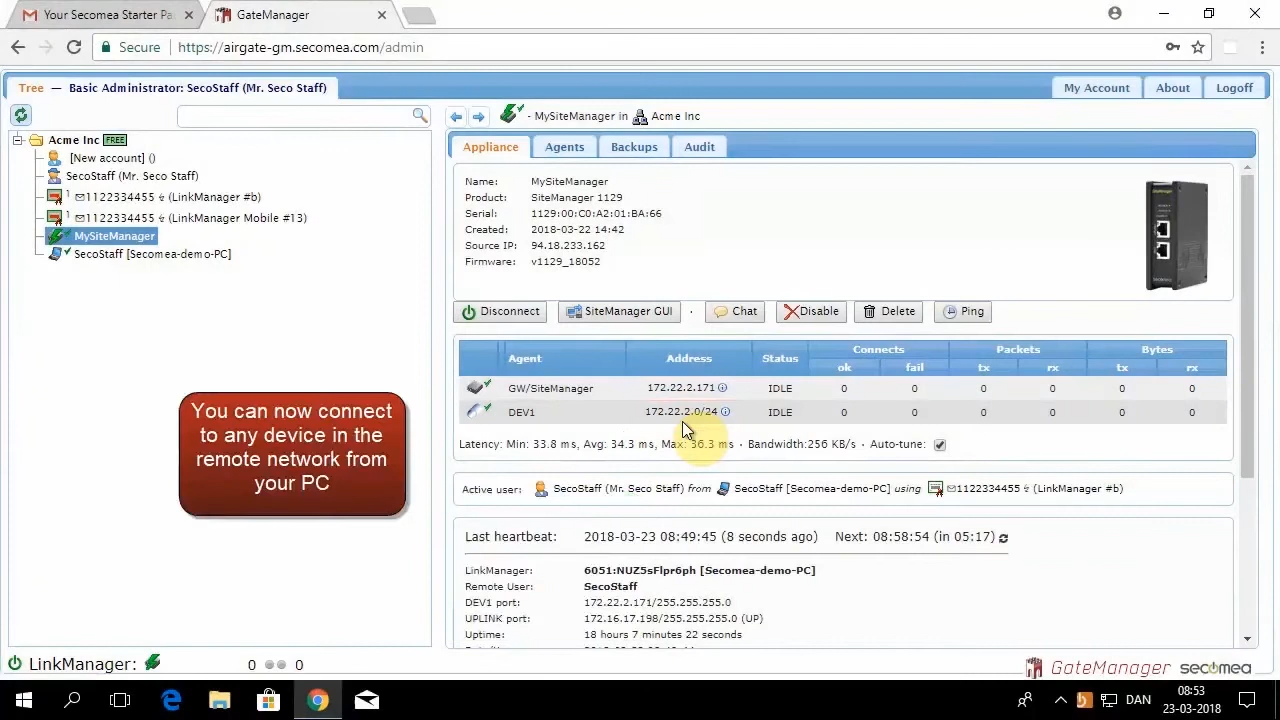 Your Secomea Starter Pa
GateManager
Secure
https://airgate-gm.secomea.com/admin
Tree — Basic Administrator: SecoStaff (Mr. Seco Staff)
My Account
About
Logoff
- MySiteManager in Acme Inc
Acme Inc FREE
[New account] ()
SecoStaff (Mr. Seco Staff)
1 1122334455 (LinkManager #b)
1 1122334455 (LinkManager Mobile #13)
MySiteManager
SecoStaff [Secomea-demo-PC]
Appliance
Agents
Backups
Audit
Name: MySiteManager
Product: SiteManager 1129
Serial: 1129:00:C0:A2:01:BA:66
Created: 2018-03-22 14:42
Source IP: 94.18.233.162
Firmware: v1129_18052
Disconnect
SiteManager GUI
·
Chat
Disable
Delete
Ping
Agent Address Status Connects Packets Bytes
ok fail tx rx tx rx
GW/SiteManager 172.22.2.171 IDLE 0 0 0 0 0 0
DEV1 172.22.2.0/24 IDLE 0 0 0 0 0 0
Latency: Min: 33.8 ms, Avg: 34.3 ms, Max: 36.3 ms · Bandwidth:256 KB/s · Auto-tune:
You can now connect
to any device in the
remote network from
your PC
Active user: SecoStaff (Mr. Seco Staff) from SecoStaff [Secomea-demo-PC] using 1122334455 (LinkManager #b)
Last heartbeat: 2018-03-23 08:49:45 (8 seconds ago) Next: 08:58:54 (in 05:17)
LinkManager: 6051:NUZ5sFlpr6ph [Secomea-demo-PC]
Remote User: SecoStaff
DEV1 port: 172.22.2.171/255.255.255.0
UPLINK port: 172.16.17.198/255.255.255.0 (UP)
Uptime: 18 hours 7 minutes 22 seconds
LinkManager:
0 0
GateManager secomea
DAN
08:53
23-03-2018